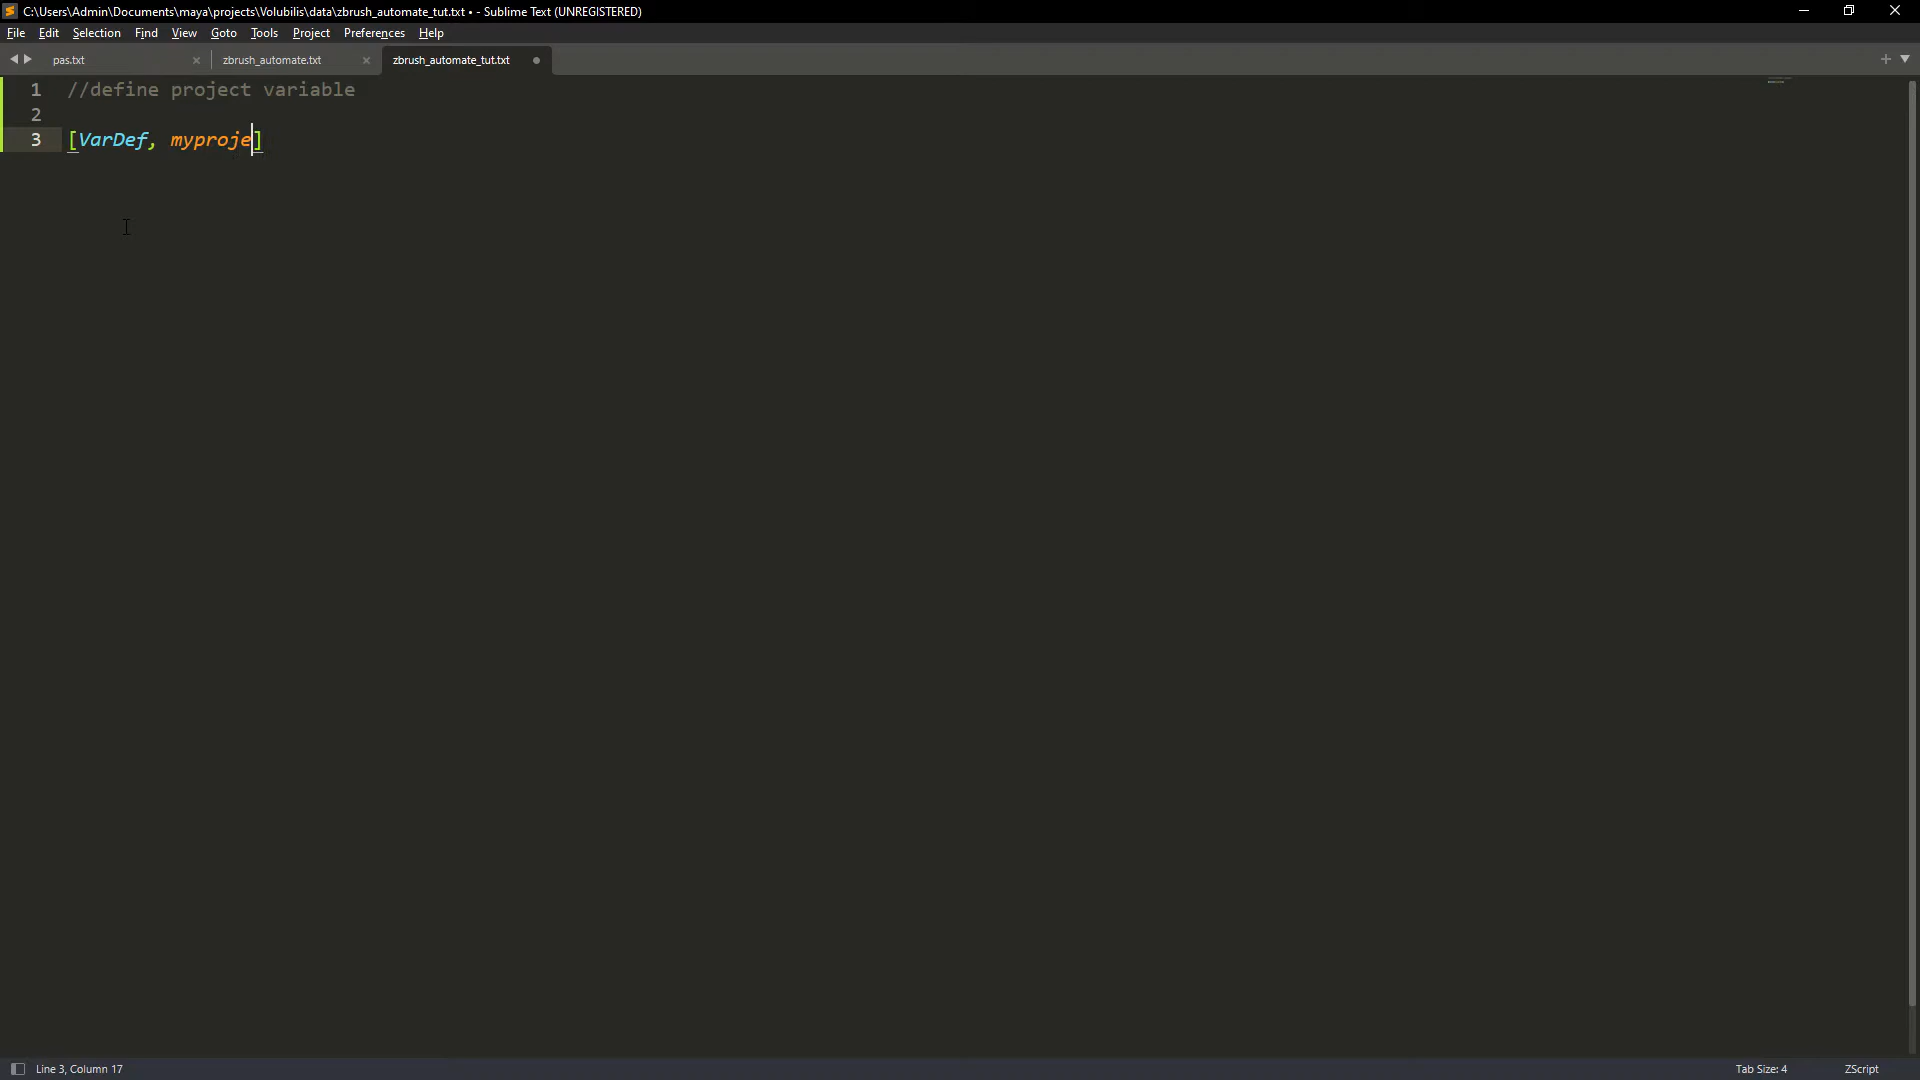 C:\Users\Admin\Documents\maya\projects\Volubilis\data\zbrush_automate_tut.txt • - Sublime Text (UNREGISTERED)
File Edit Selection Find View Goto Tools Project Preferences Help
pas.txt zbrush_automate.txt zbrush_automate_tut.txt
1 //define project variable
2
3 [VarDef, myproje]
Line 3, Column 17 Tab Size: 4 ZScript